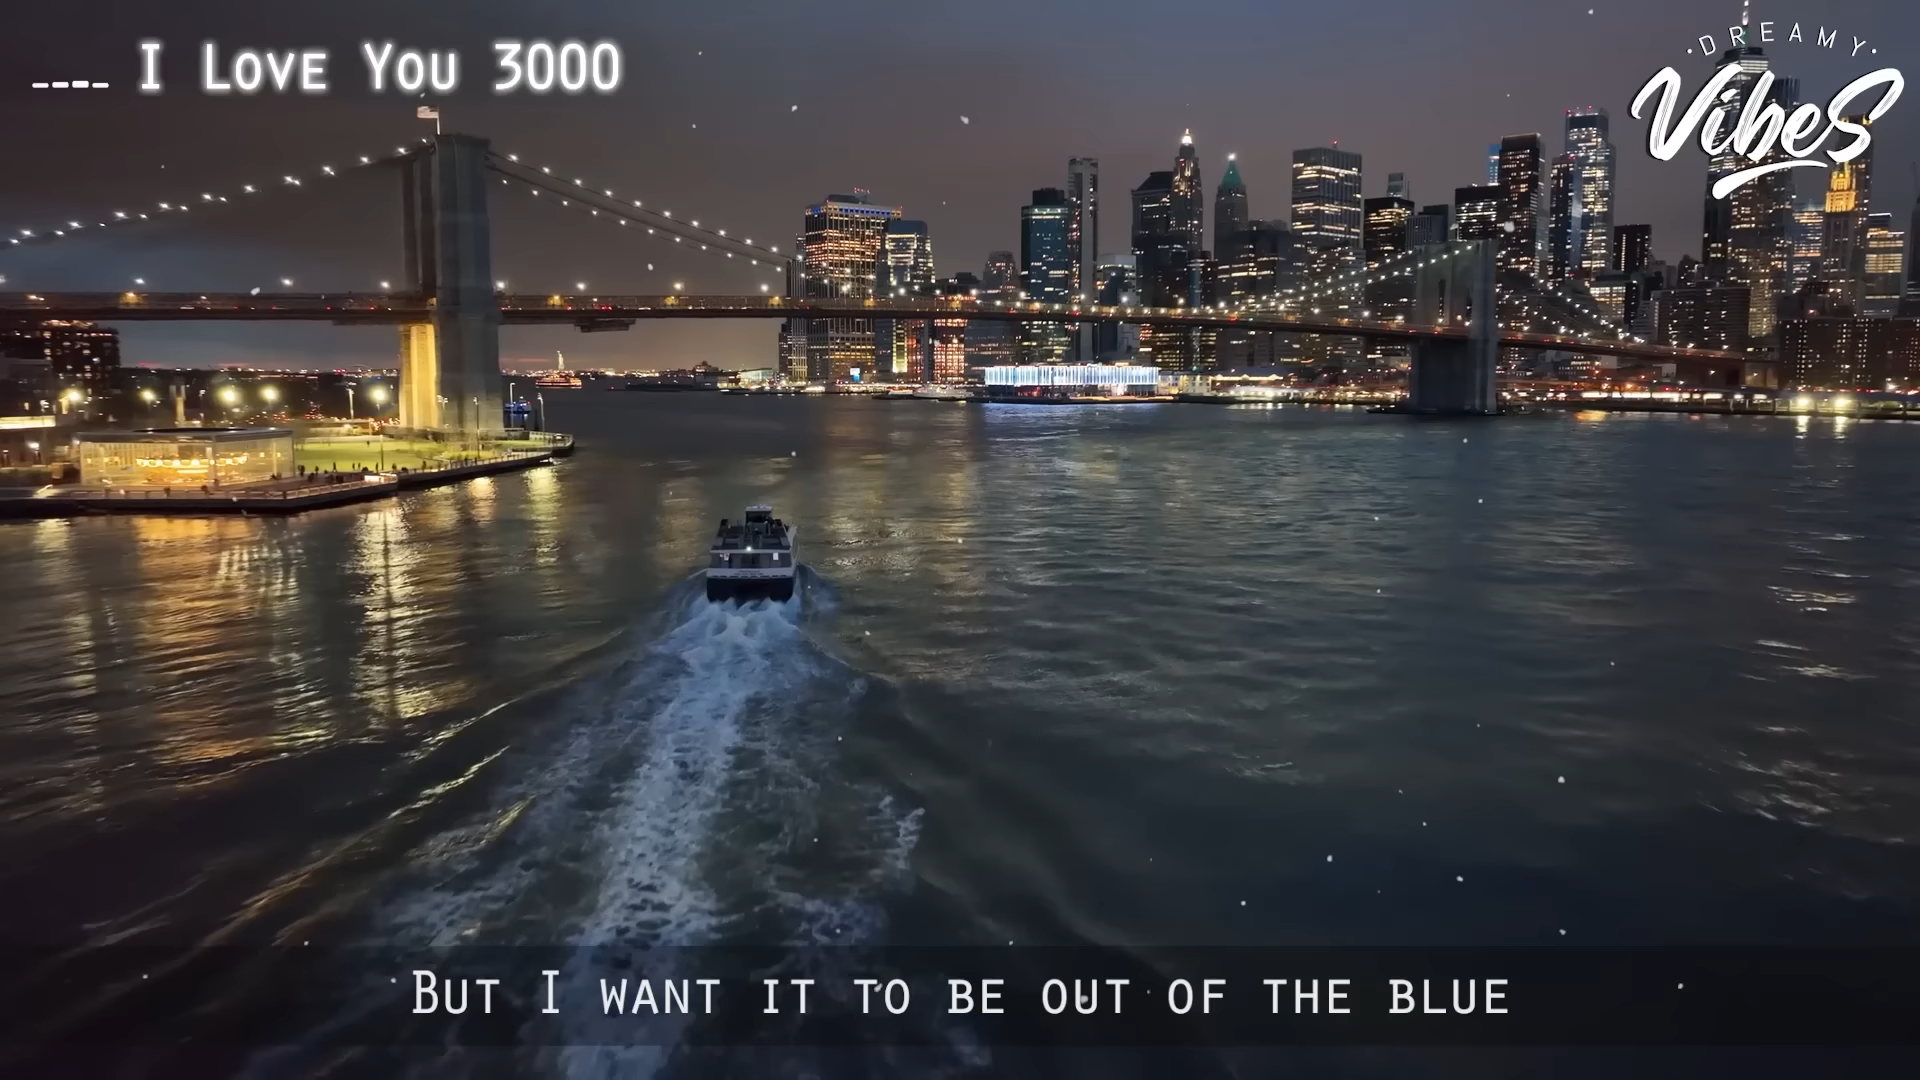 ---- I Love You 3000
·DREAMY·
Vibes
But I want it to be out of the blue